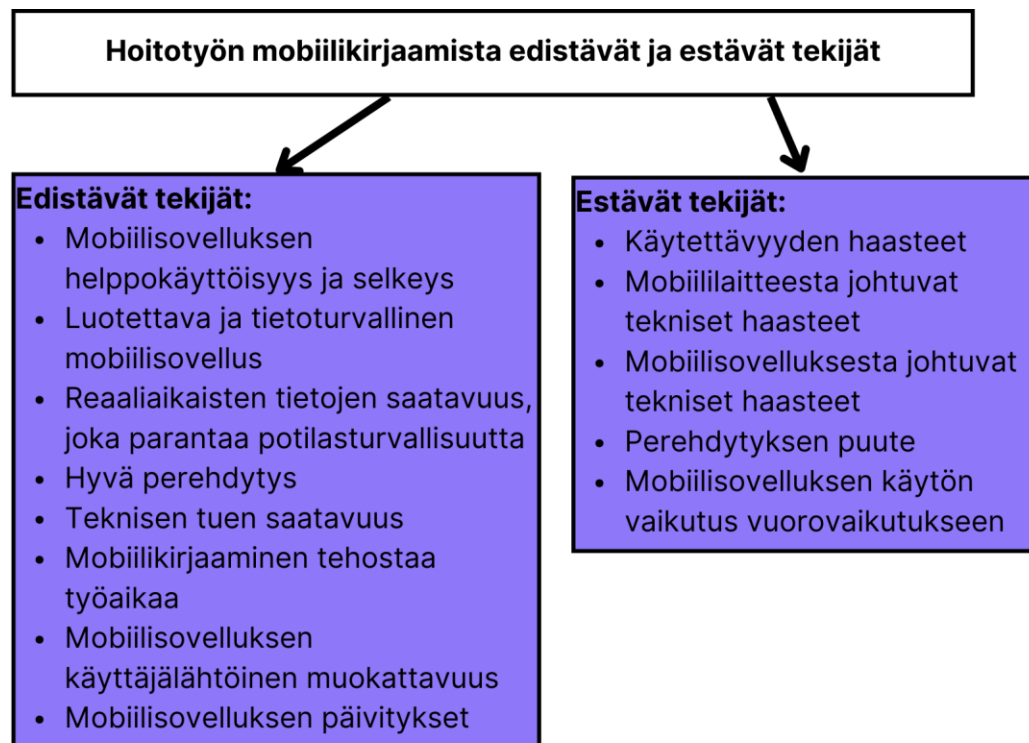 Hoitotyön mobiilikirjaamista edistävät ja estävät tekijät
Edistävät tekijät:
• Mobiilisovelluksen
helppokäyttöisyys ja selkeys
• Luotettava ja tietoturvallinen
mobiilisovellus
• Reaaliaikaisten tietojen saatavuus,
joka parantaa potilasturvallisuutta
• Hyvä perehdytys
• Teknisen tuen saatavuus
• Mobiilikirjaaminen tehostaa
työaikaa
• Mobiilisovelluksen
käyttäjälähtöinen muokattavuus
• Mobiilisovelluksen päivitykset
Estävät tekijät:
• Käytettävyyden haasteet
• Mobiililaitteesta johtuvat
tekniset haasteet
• Mobiilisovelluksesta johtuvat
tekniset haasteet
• Perehdytyksen puute
• Mobiilisovelluksen käytön
vaikutus vuorovaikutukseen